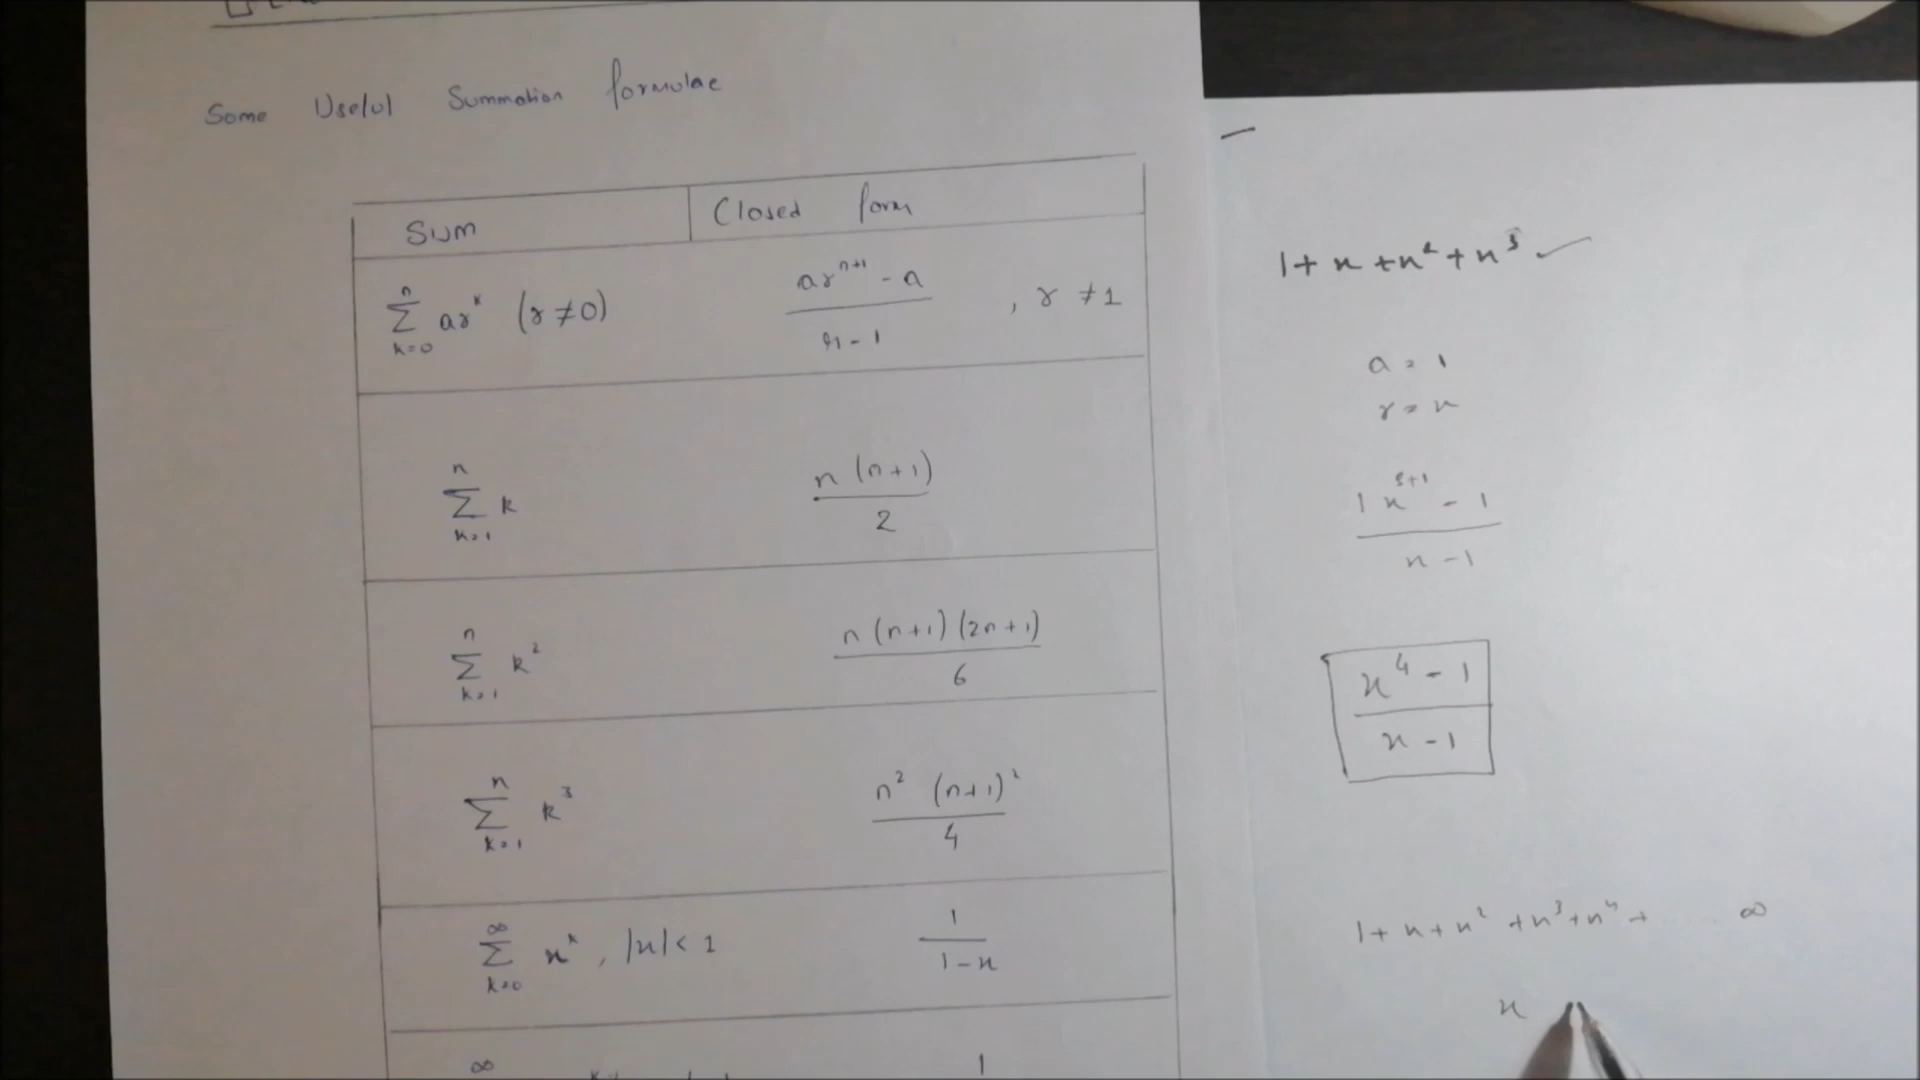 Some Useful Summation formulae
Sum Closed form
n
∑ ar^k (r ≠ 0)
k=0
ar^(n+1) - a
r - 1
, r ≠ 1
n
∑ k
k=1
n (n+1)
2
n
∑ k²
k=1
n (n+1) (2n+1)
6
n
∑ k³
k=1
n² (n+1)²
4
∞
∑ x^k, |x| < 1
k=0
1
1-x
∞
1
1 + x + x² + x³
a = 1
r = x
1 x^(3+1) - 1
x - 1
x⁴ - 1
x - 1
1 + x + x² + x³ + x⁴ + ..... ∞
x